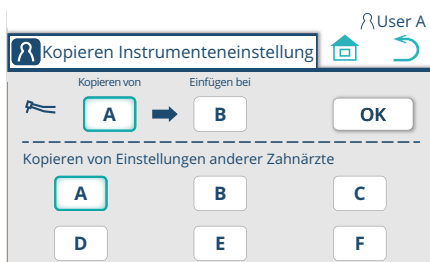 User A
Kopieren Instrumenteneinstellung
Kopieren von Einfügen bei
A B OK
Kopieren von Einstellungen anderer Zahnärzte
A B C
D E F